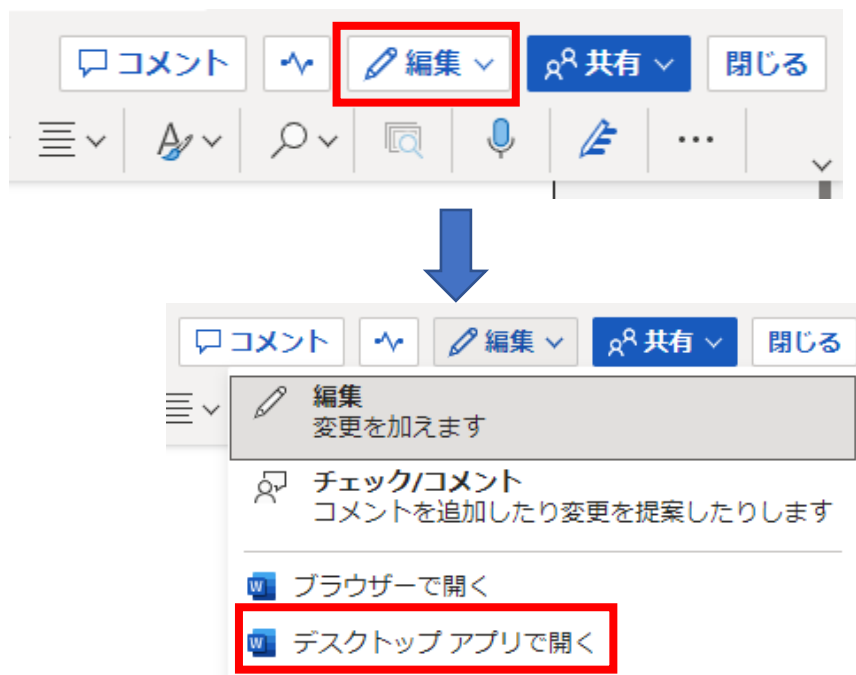 コメント 編集 共有 閉じる
コメント 編集 共有 閉じる
編集
変更を加えます
チェック/コメント
コメントを追加したり変更を提案したりします
ブラウザーで開く
デスクトップ アプリで開く